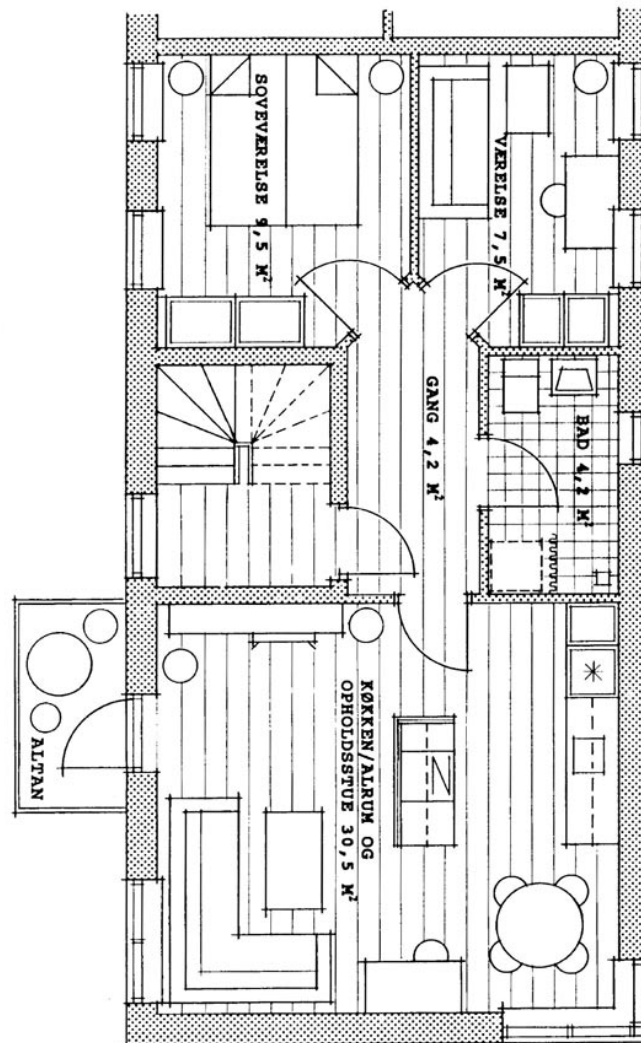 SOVEVÆRELSE 9,5 M²
VÆRELSE 7,5 M²
GANG 4,2 M²
BAD 4,2 M²
KØKKEN/ALRUM OG
OPHOLDSSTUE 30,5 M²
ALTAN